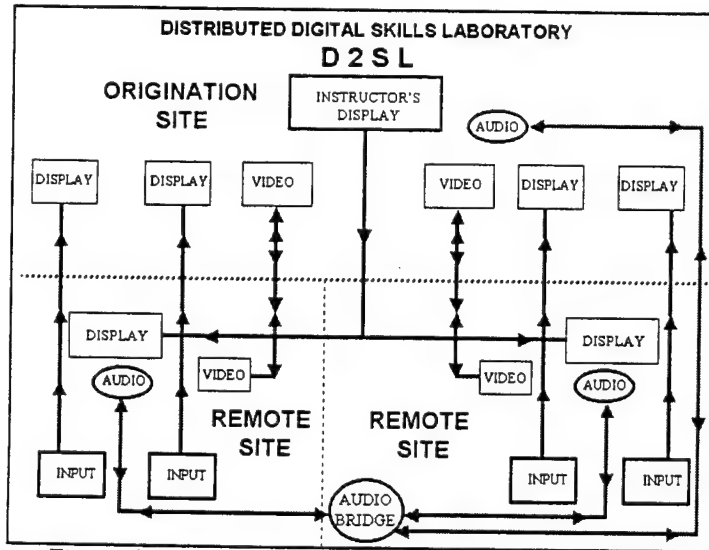 DISTRIBUTED DIGITAL SKILLS LABORATORY
D 2 S L
ORIGINATION
SITE
INSTRUCTOR'S
DISPLAY
AUDIO
DISPLAY
DISPLAY
VIDEO
VIDEO
DISPLAY
DISPLAY
DISPLAY
DISPLAY
AUDIO
VIDEO
VIDEO
AUDIO
REMOTE
SITE
REMOTE
SITE
INPUT
INPUT
AUDIO
BRIDGE
INPUT
INPUT